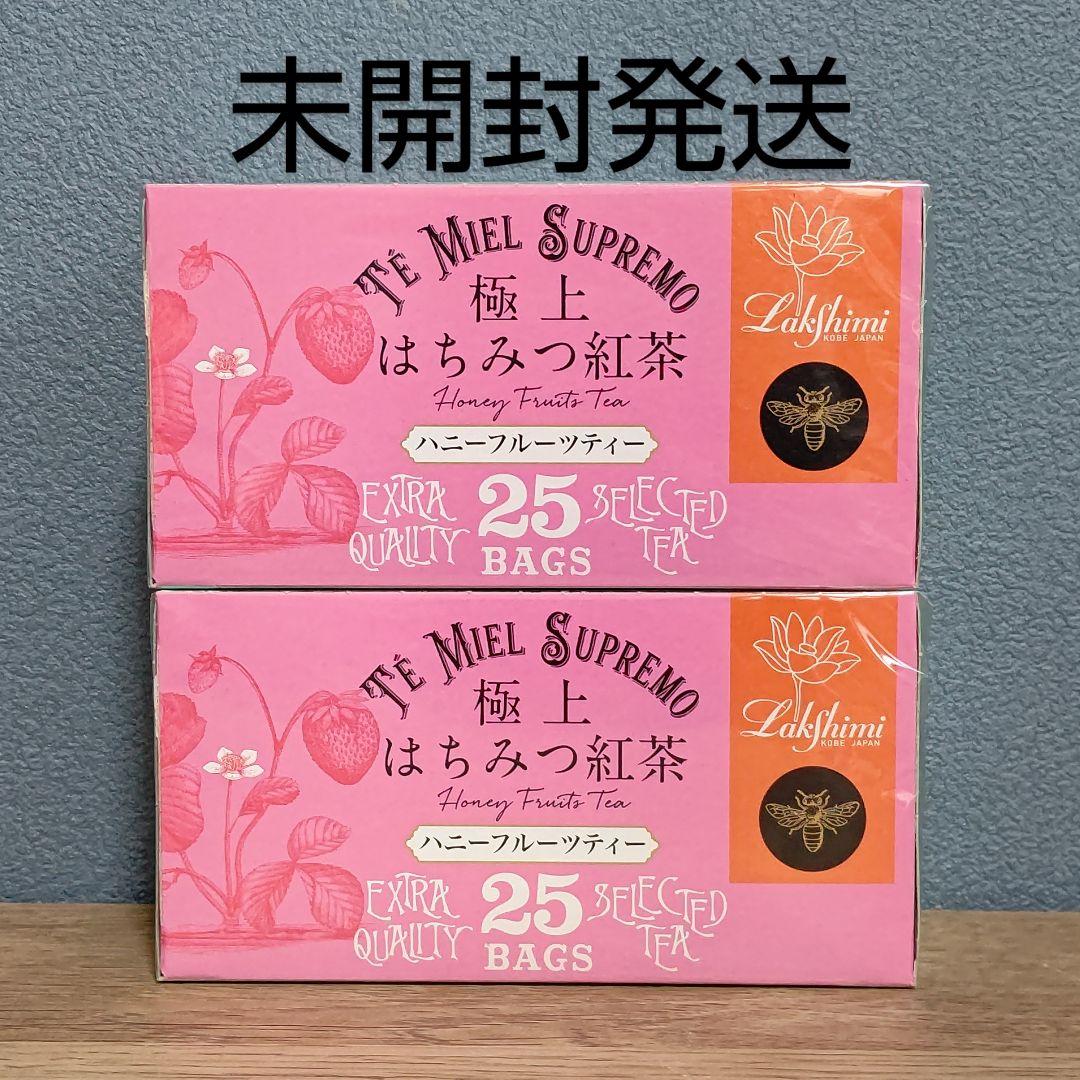 未開封発送
TÉ MIEL SUPREMO
極上
はちみつ紅茶
Honey Fruits Tea
ハニーフルーツティー
EXTRA QUALITY
25 BAGS
SELECTED TEA
Lakshimi
KOBE JAPAN
TÉ MIEL SUPREMO
極上
はちみつ紅茶
Honey Fruits Tea
ハニーフルーツティー
EXTRA QUALITY
25 BAGS
SELECTED TEA
Lakshimi
KOBE JAPAN